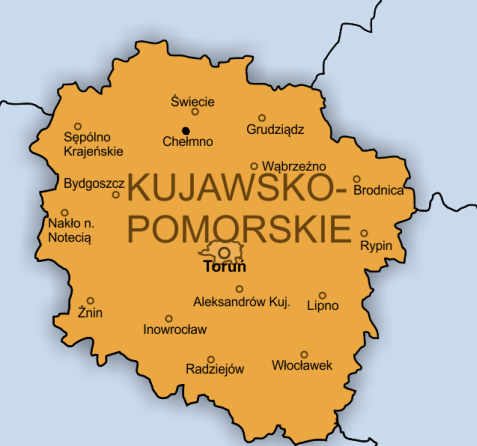 Świecie
Grudziądz
Chełmno
Sępólno
Krajeńskie
Wąbrzeźno
Bydgoszcz
KUJAWSKO-
Brodnica
POMORSKIE
Nakło n.
Notecią
Rypin
Toruń
Aleksandrów Kuj.
Lipno
Żnin
Inowrocław
Radziejów
Włocławek